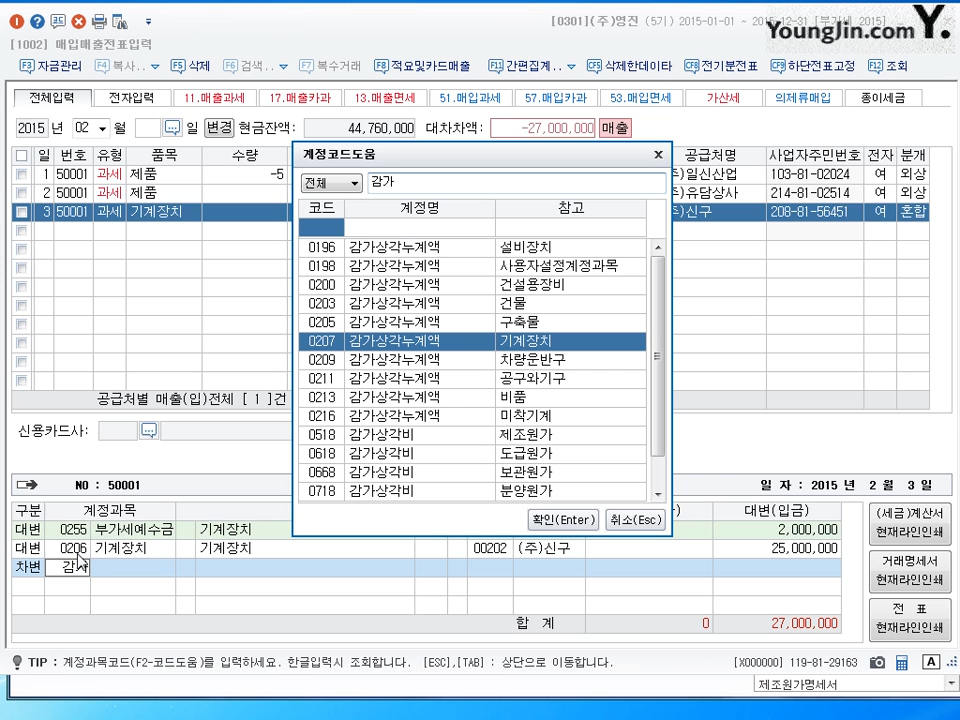 [0301](주)영진 (5기) 2015-01-01 ~ 2015-12-31 [부가세 2015]
YoungJin.com Y.
[1002] 매입매출전표입력
F3 자금관리 F4 복사.. F5 삭제 F6 검색.. F7 복수거래 F8 적요및카드매출 F11 간편집계.. CF5 삭제한데이타 CF8 전기분전표 CF9 하단전표고정 F12 조회
전체입력 전자입력 11.매출과세 17.매출카과 13.매출면세 51.매입과세 57.매입카과 53.매입면세 가산세 의제류매입 종이세금
2015 년 02 월 일 변경 현금잔액: 44,760,000 대차차액: -27,000,000 매출
일 번호 유형 품목 수량 공급처명 사업자주민번호 전자 분개
1 50001 과세 제품 -5 주)일신산업 103-81-02024 여 외상
2 50001 과세 제품 주)유담상사 214-81-02514 여 외상
3 50001 과세 기계장치 주)신구 208-81-56451 여 혼합
공급처별 매출(입)전체 [ 1 ]건
신용카드사:
계정코드도움
전체 감가
코드 계정명 참고
0196 감가상각누계액 설비장치
0198 감가상각누계액 사용자설정계정과목
0200 감가상각누계액 건설용장비
0203 감가상각누계액 건물
0205 감가상각누계액 구축물
0207 감가상각누계액 기계장치
0209 감가상각누계액 차량운반구
0211 감가상각누계액 공구와기구
0213 감가상각누계액 비품
0216 감가상각누계액 미착기계
0518 감가상각비 제조원가
0618 감가상각비 도급원가
0668 감가상각비 보관원가
0718 감가상각비 분양원가
확인(Enter) 취소(Esc)
NO : 50001 일 자 : 2015 년 2 월 3 일
구분 계정과목 대변(입금)
대변 0255 부가세예수금 기계장치 2,000,000
대변 0206 기계장치 기계장치 00202 (주)신구 25,000,000
차변
합 계 0 27,000,000
(세금)계산서
현재라인인쇄
거래명세서
현재라인인쇄
전 표
현재라인인쇄
TIP : 계정과목코드(F2-코드도움)를 입력하세요. 한글입력시 조회합니다. [ESC],[TAB] : 상단으로 이동합니다. [X000000] 119-81-29163 A
제조원가명세서